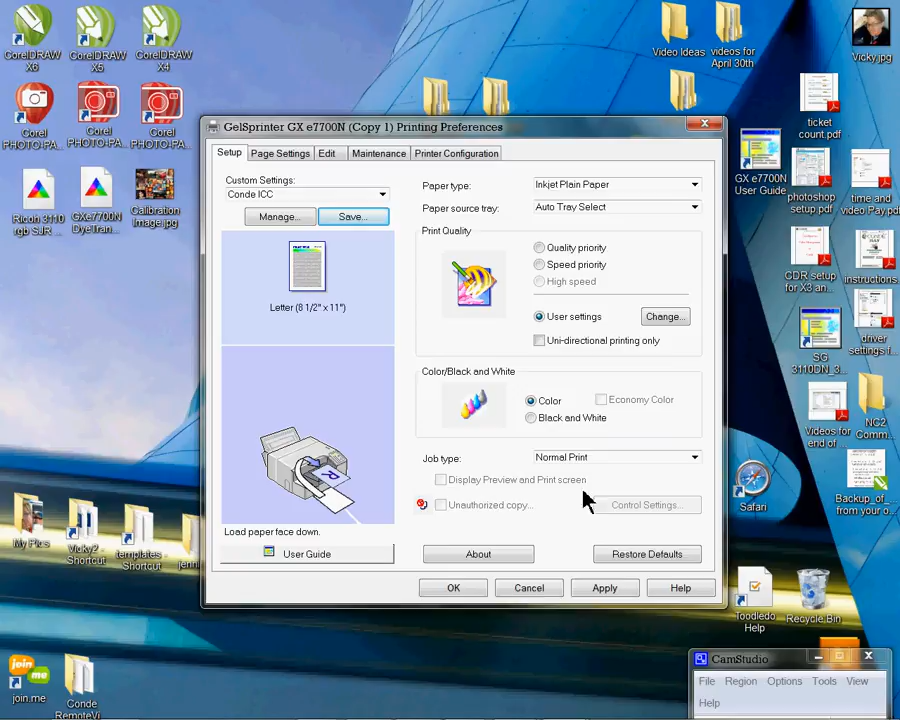 CorelDRAW X6
CorelDRAW X5
CorelDRAW X4
Corel PHOTO-PA...
Corel PHOTO-PA...
Corel PHOTO-PA...
Ricoh 3110 rgb SJR ...
GXe7700N DyeTran...
Calibration Image.jpg
Video Ideas
videos for April 30th
Vicky.jpg
ticket count.pdf
GX e7700N User Guide
photoshop setup.pdf
time and video Pay.pdf
CDR setup for X3 an...
instructions...
SG 3110DN_3...
driver settings f...
Videos for end of ...
NG2 Comm...
Safari
Backup_of_ from your o...
Toodledo Help
Recycle Bin
My Pics
Vicky2 - Shortcut
templates - Shortcut
jenni
join.me
Conde RemoteVi...
GelSprinter GX e7700N (Copy 1) Printing Preferences
Setup
Page Settings
Edit
Maintenance
Printer Configuration
Custom Settings:
Conde ICC
Manage...
Save...
Letter (8 1/2" x 11")
Load paper face down.
User Guide
Paper type:
Inkjet Plain Paper
Paper source tray:
Auto Tray Select
Print Quality
Quality priority
Speed priority
High speed
User settings
Change...
Uni-directional printing only
Color/Black and White
Color
Economy Color
Black and White
Job type:
Normal Print
Display Preview and Print screen
Unauthorized copy...
Control Settings...
About
Restore Defaults
OK
Cancel
Apply
Help
CamStudio
File Region Options Tools View
Help